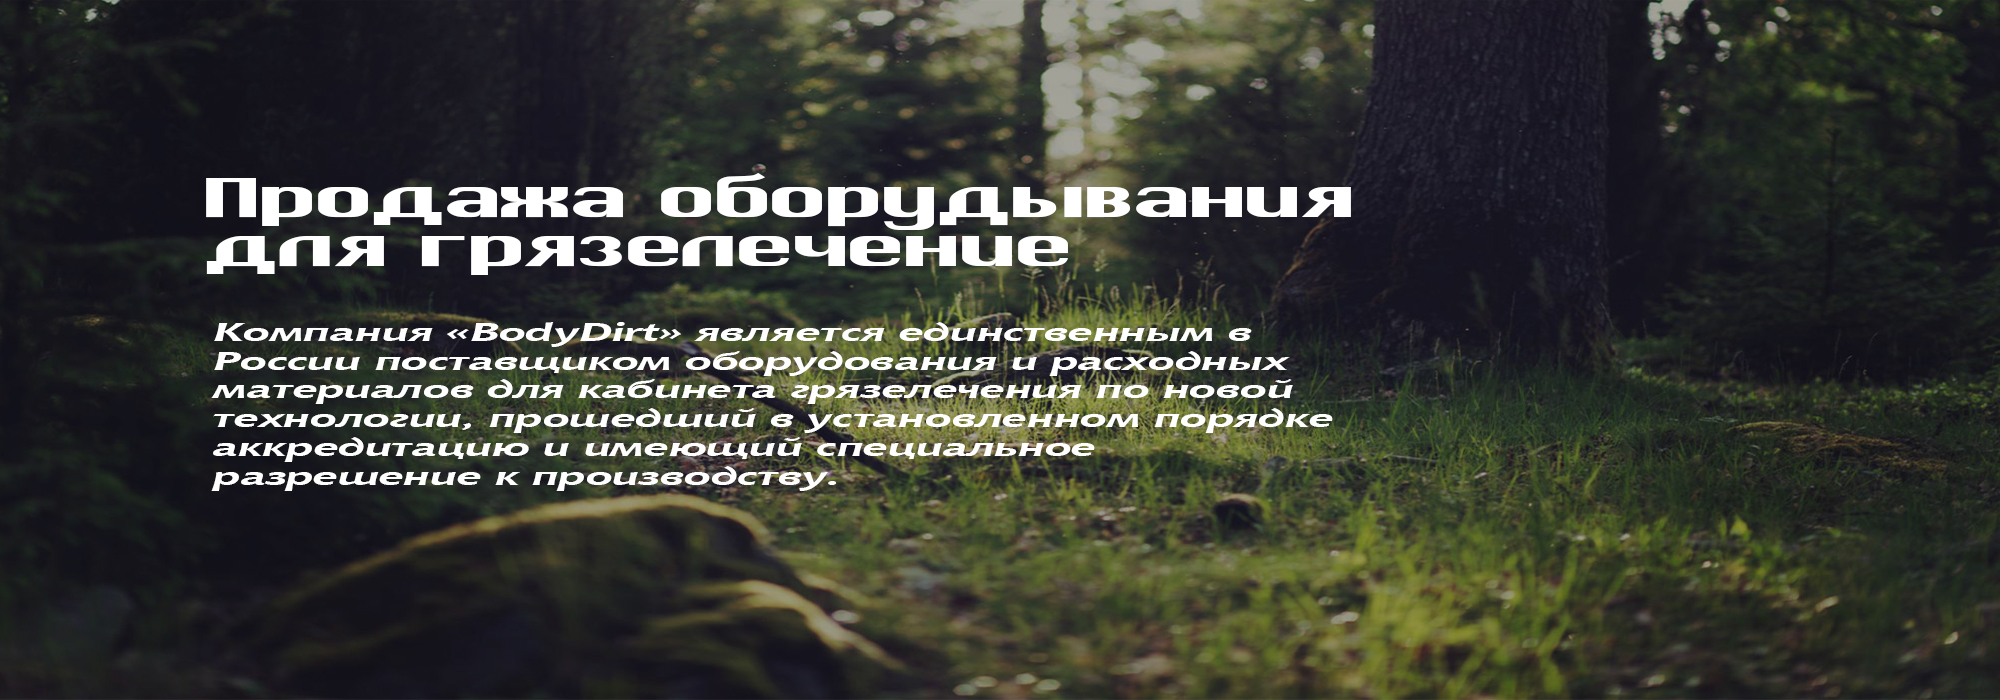 Продажа оборудывания
для грязелечение
Компания «BodyDirt» является единственным в
России поставщиком оборудования и расходных
материалов для кабинета грязелечения по новой
технологии, прошедший в установленном порядке
аккредитацию и имеющий специальное
разрешение к производству.